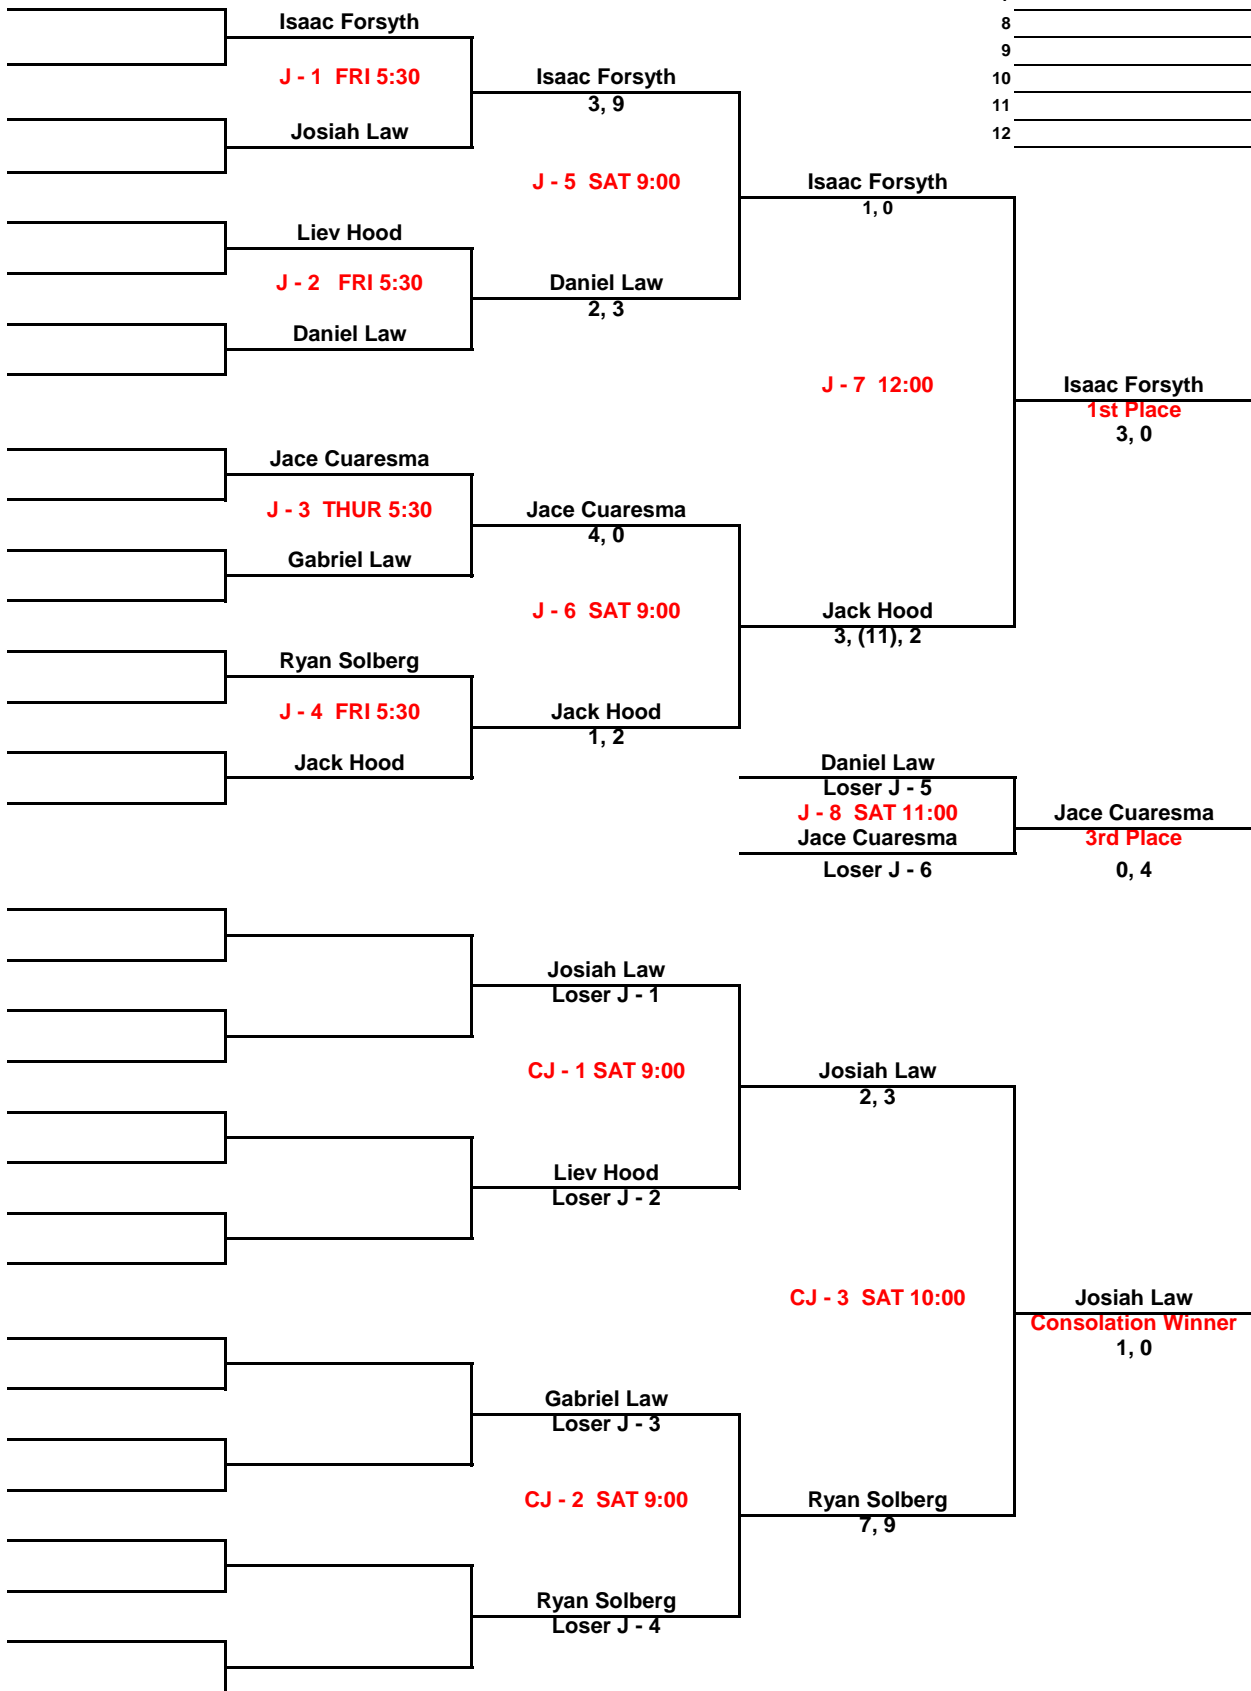 8
9
10
11
12
Isaac Forsyth
J - 1 FRI 5:30
Josiah Law
Isaac Forsyth
3, 9
J - 5 SAT 9:00
Liev Hood
J - 2 FRI 5:30
Daniel Law
Daniel Law
2, 3
Isaac Forsyth
1, 0
J - 7 12:00
Isaac Forsyth
1st Place
3, 0
Jace Cuaresma
J - 3 THUR 5:30
Gabriel Law
Jace Cuaresma
4, 0
J - 6 SAT 9:00
Jack Hood
3, (11), 2
Ryan Solberg
J - 4 FRI 5:30
Jack Hood
Jack Hood
1, 2
Daniel Law
Loser J - 5
J - 8 SAT 11:00
Jace Cuaresma
Loser J - 6
Jace Cuaresma
3rd Place
0, 4
Josiah Law
Loser J - 1
CJ - 1 SAT 9:00
Liev Hood
Loser J - 2
Josiah Law
2, 3
CJ - 3 SAT 10:00
Josiah Law
Consolation Winner
1, 0
Gabriel Law
Loser J - 3
CJ - 2 SAT 9:00
Ryan Solberg
7, 9
Ryan Solberg
Loser J - 4